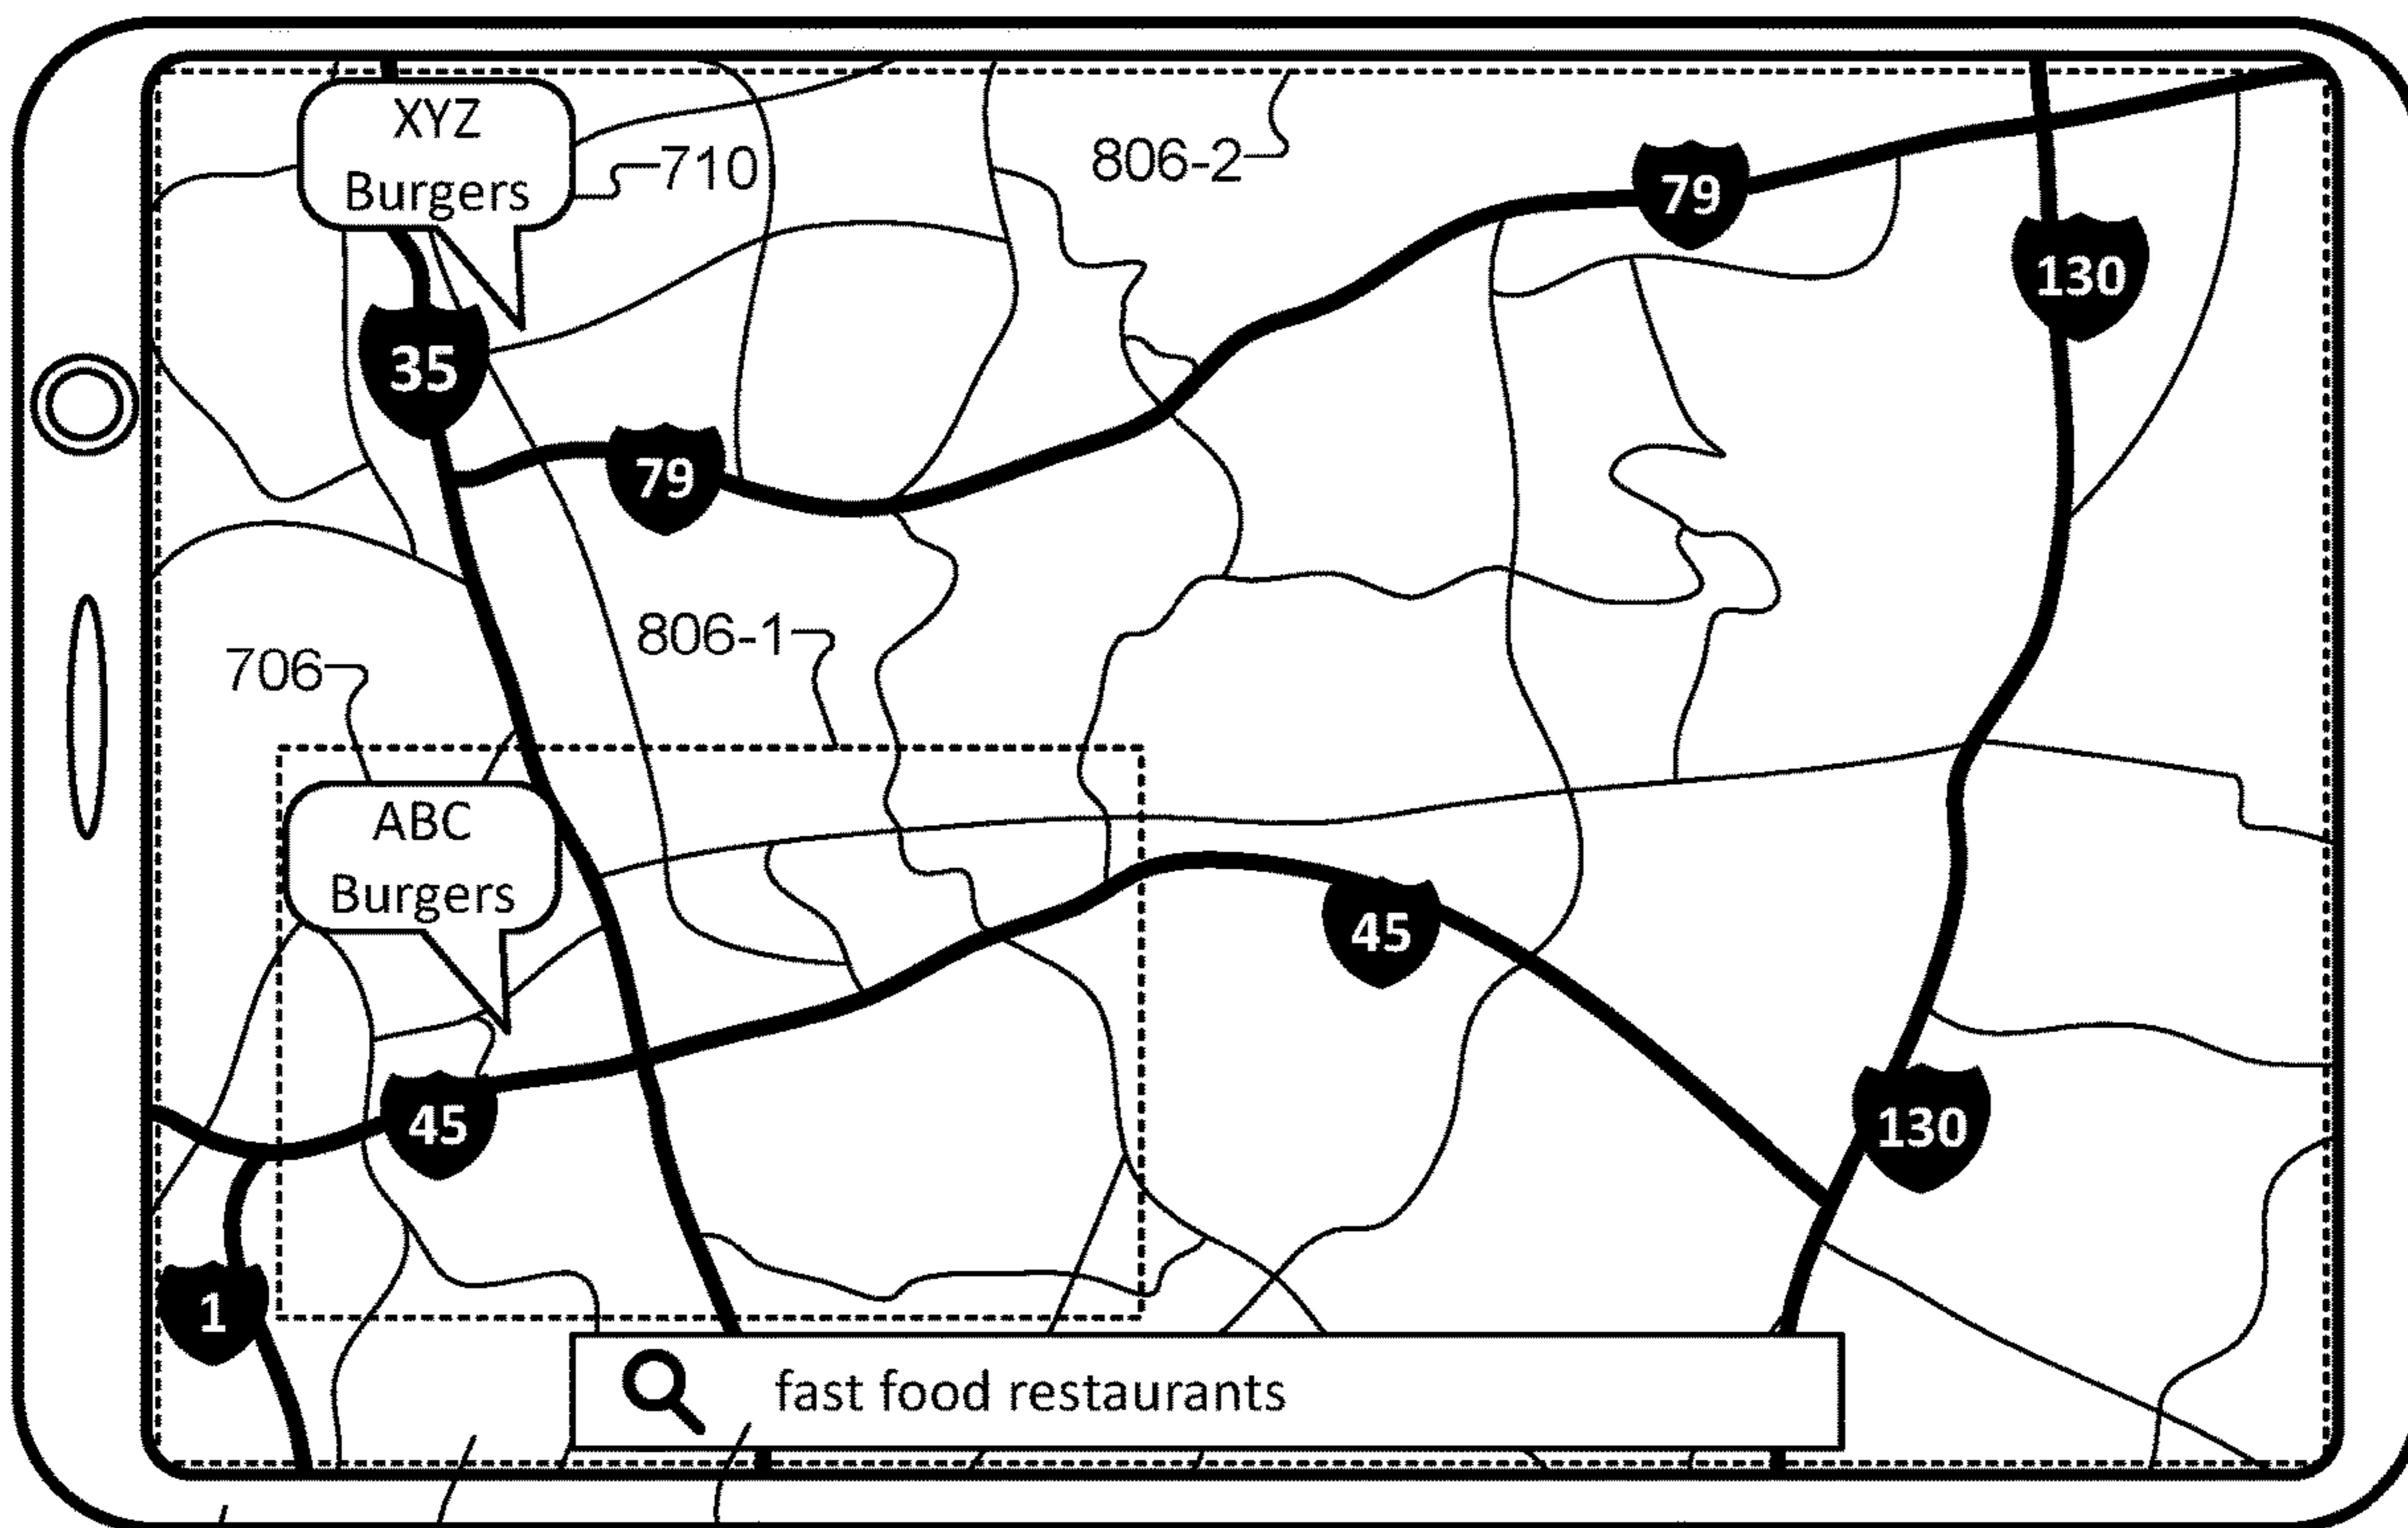 XYZ
Burgers
710
806-2
79
130
35
79
806-1
706
ABC
Burgers
45
45
130
1
fast food restaurants